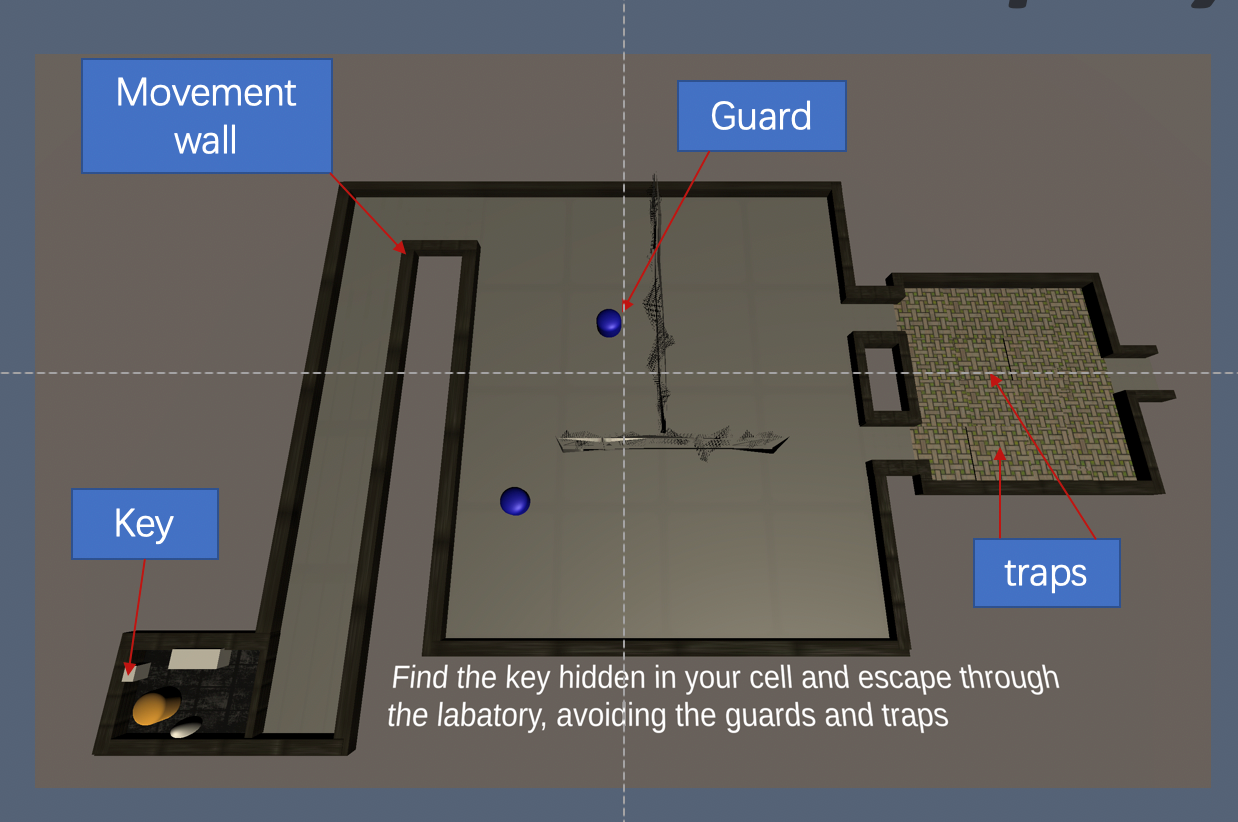 Movement
wall
Guard
Key
traps
Find the key hidden in your cell and escape through
the labatory, avoiding the guards and traps